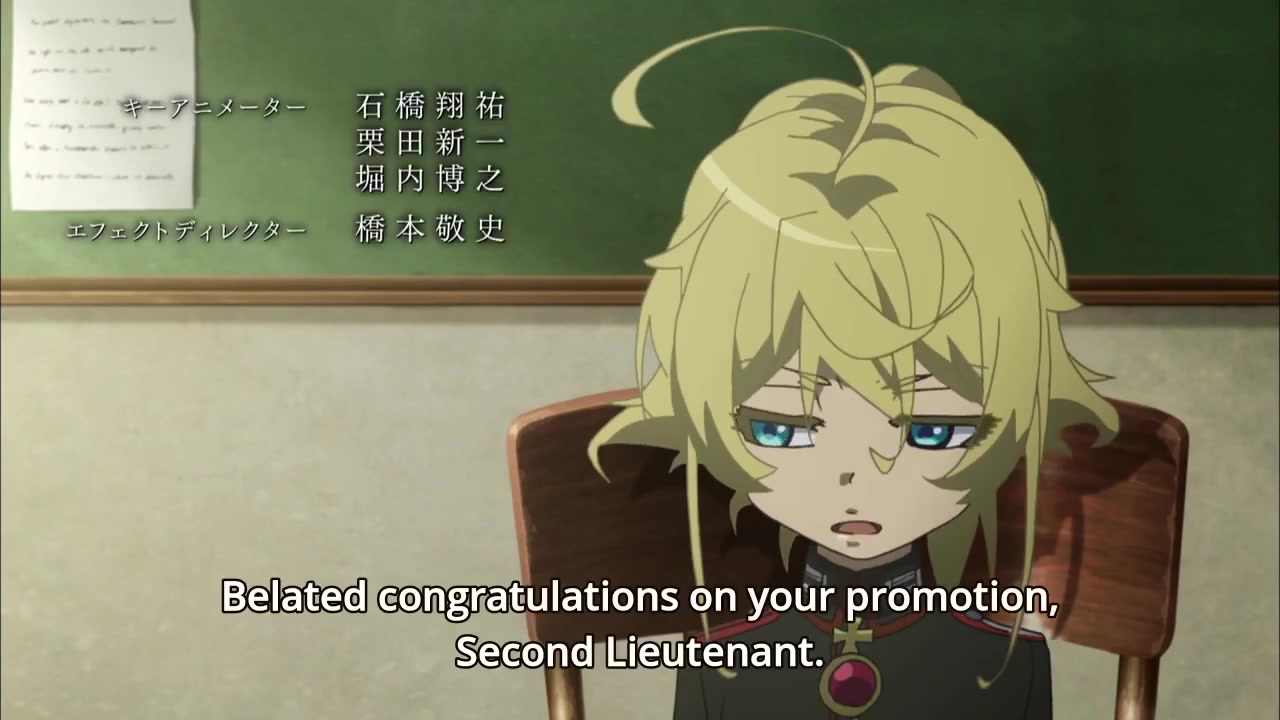 キーアニメーター 石橋翔祐
栗田新一
堀内博之
エフェクトディレクター 橋本敬史
Belated congratulations on your promotion,
Second Lieutenant.